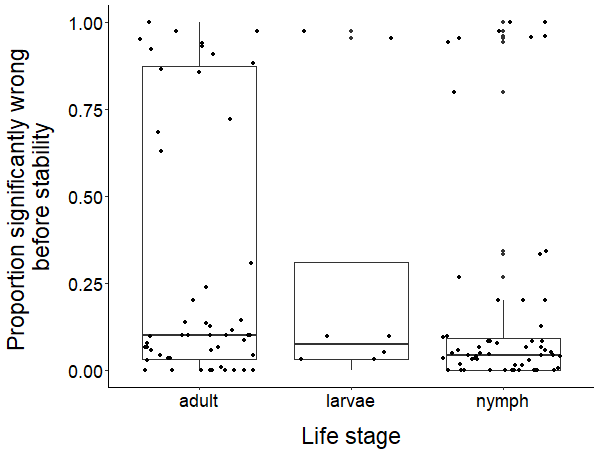 Proportion significantly wrong
before stability
1.00
0.75
0.50
0.25
0.00
adult larvae nymph
Life stage